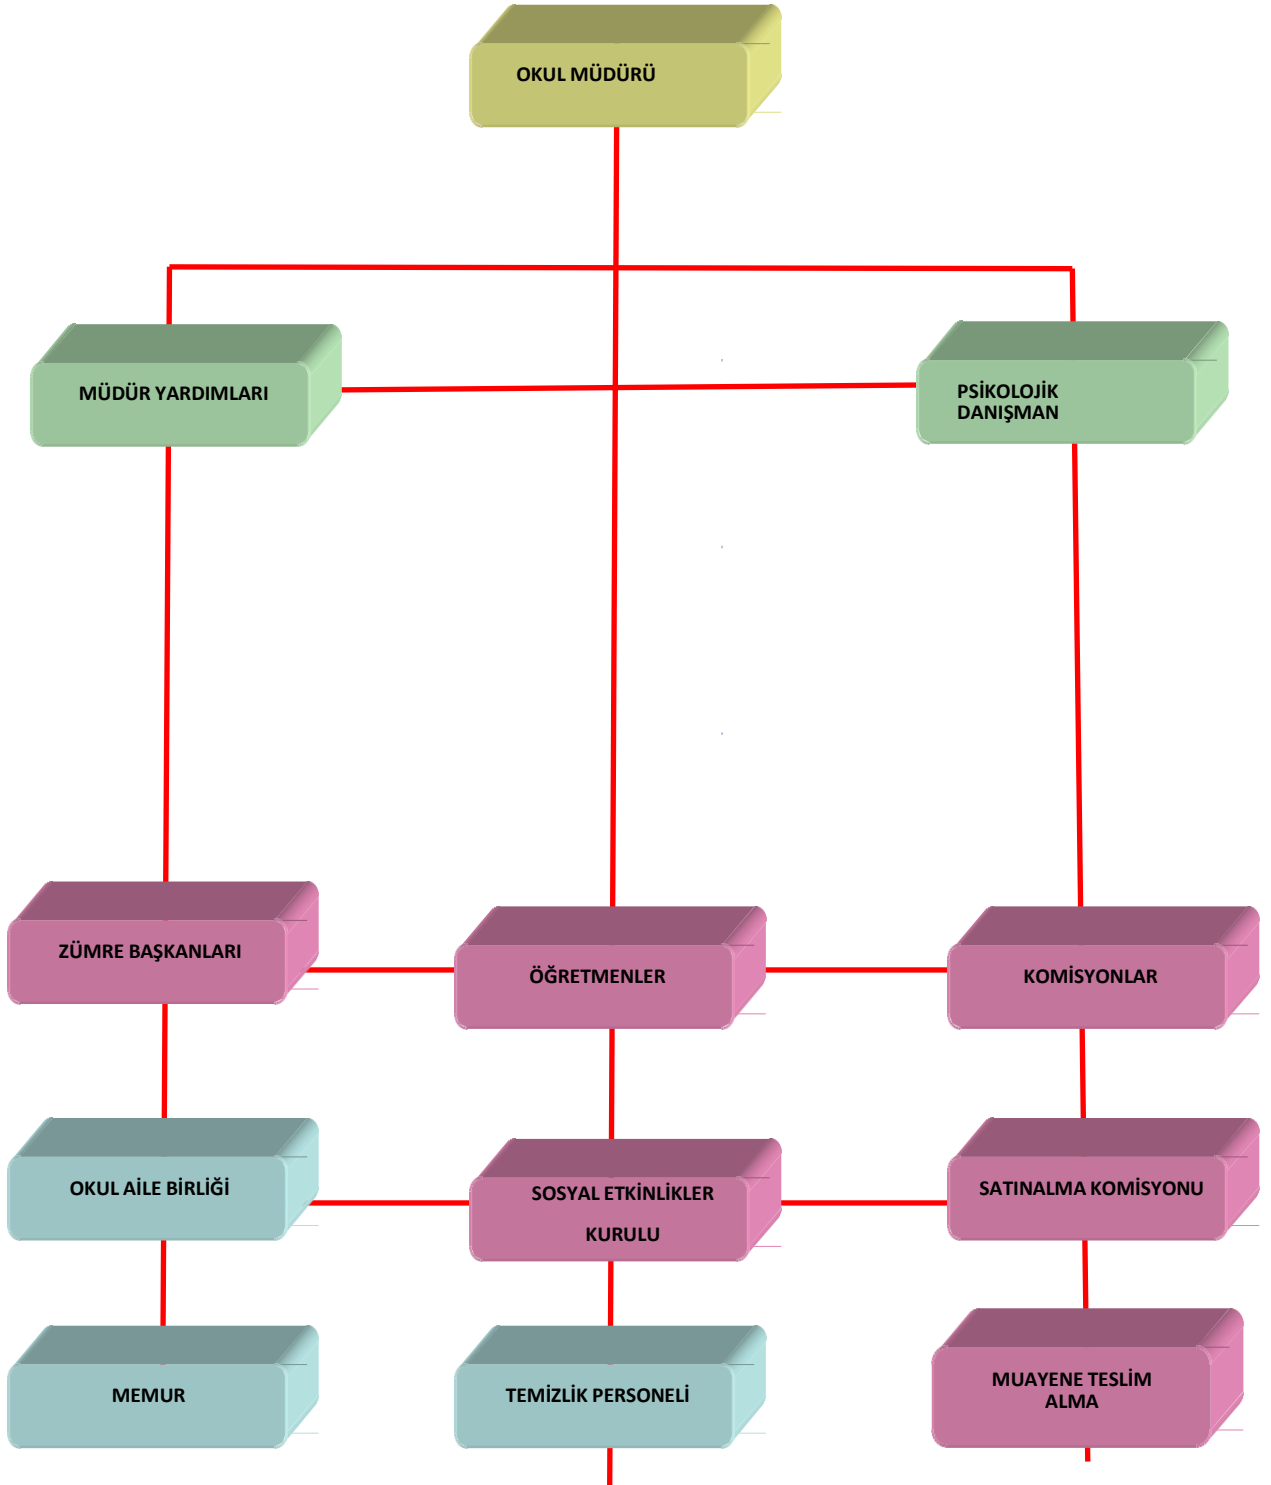 OKUL MÜDÜRÜ
MÜDÜR YARDIMLARI
PSİKOLOJİK
DANIŞMAN
ZÜMRE BAŞKANLARI
ÖĞRETMENLER
KOMİSYONLAR
OKUL AİLE BİRLİĞİ
SOSYAL ETKİNLİKLER
KURULU
SATINALMA KOMİSYONU
MEMUR
TEMİZLİK PERSONELİ
MUAYENE TESLİM
ALMA